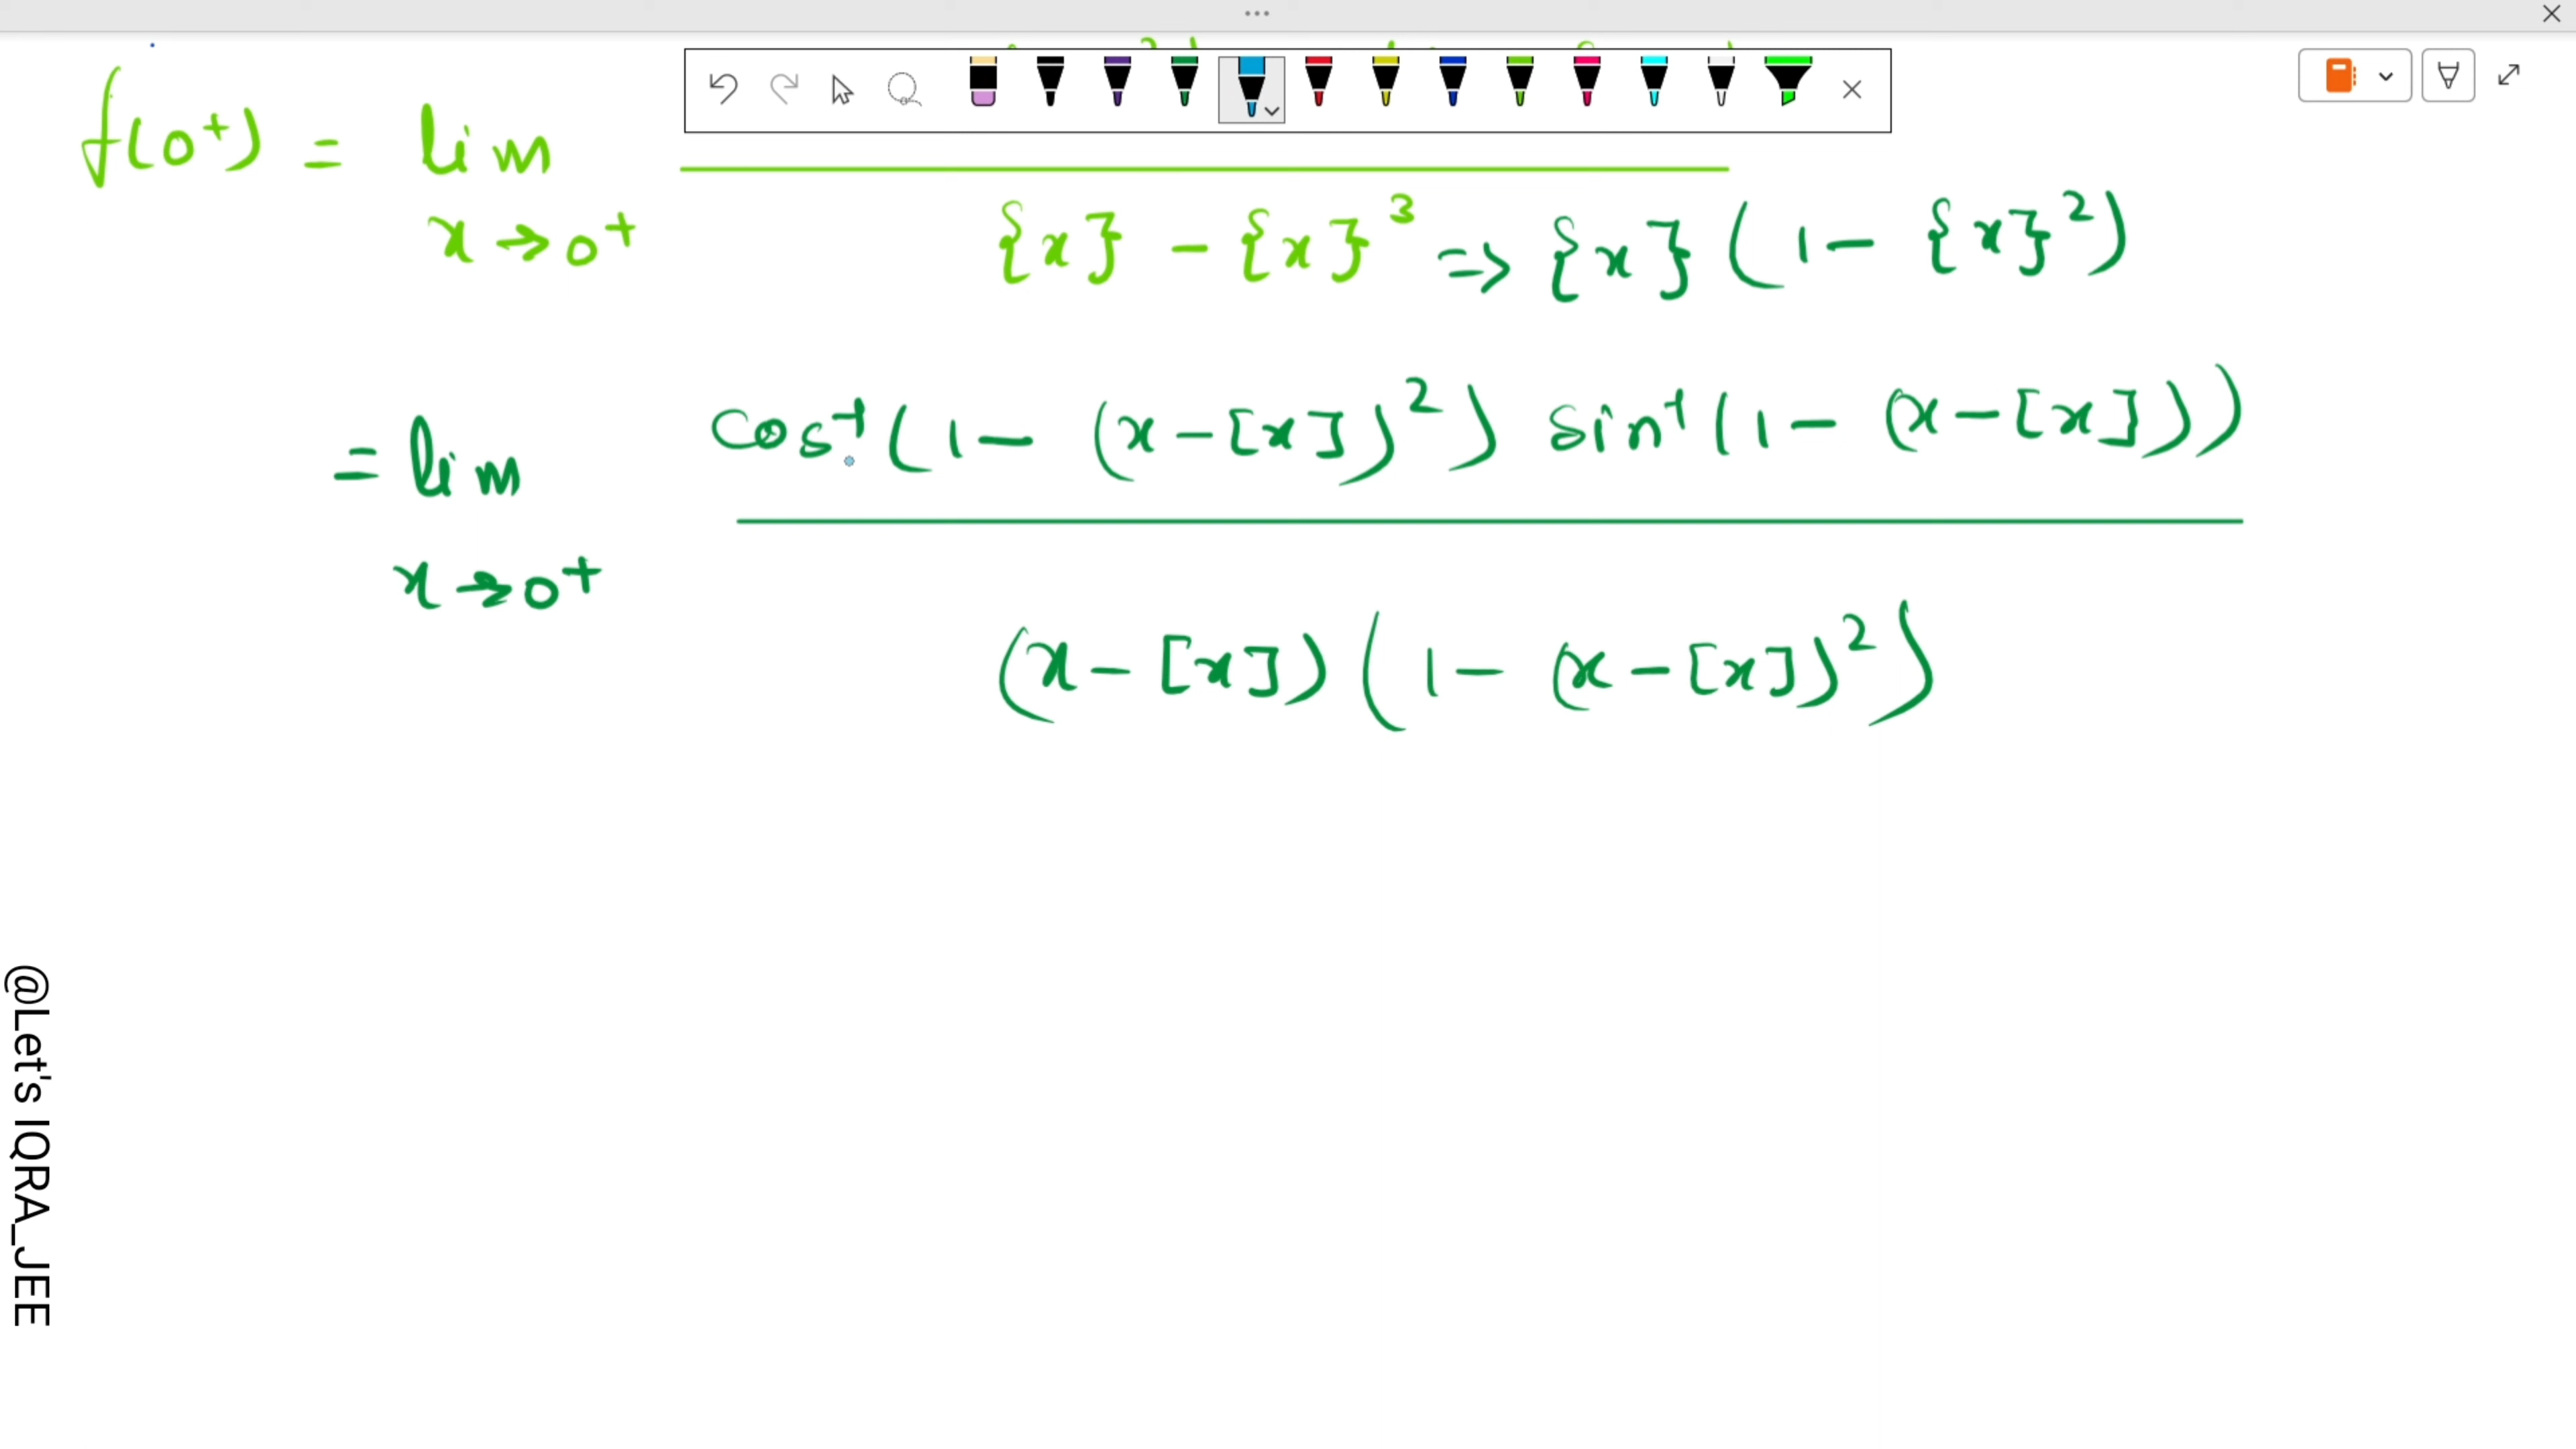 f(0⁺) = lim x→0⁺
{x} - {x}³ => {x}(1 - {x}²)
= lim x→0⁺
cos⁻¹(1 - (x - [x])²) sin⁻¹(1 - (x - [x]))
(x - [x])(1 - (x - [x])²)
@Let's IQRA_JEE